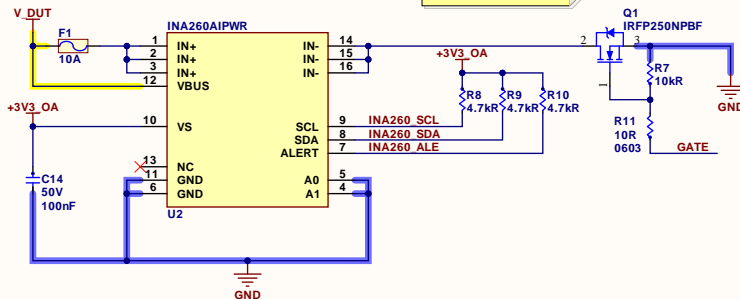 V_DUT
F1
10A
INA260AIPWR
1 IN+ IN- 14
2 IN+ IN- 15
3 IN+ IN- 16
12 VBUS
+3V3_OA
10 VS
SCL 9 INA260_SCL
SDA 8 INA260_SDA
ALERT 7 INA260_ALE
13 NC
11 GND A0 5
6 GND A1 4
U2
C14
50V
100nF
GND
+3V3_OA
R8 R9 R10
4.7kR 4.7kR 4.7kR
Q1
IRFP250NPBF
2 3
1
R7
10kR
GND
R11
10R
0603
GATE